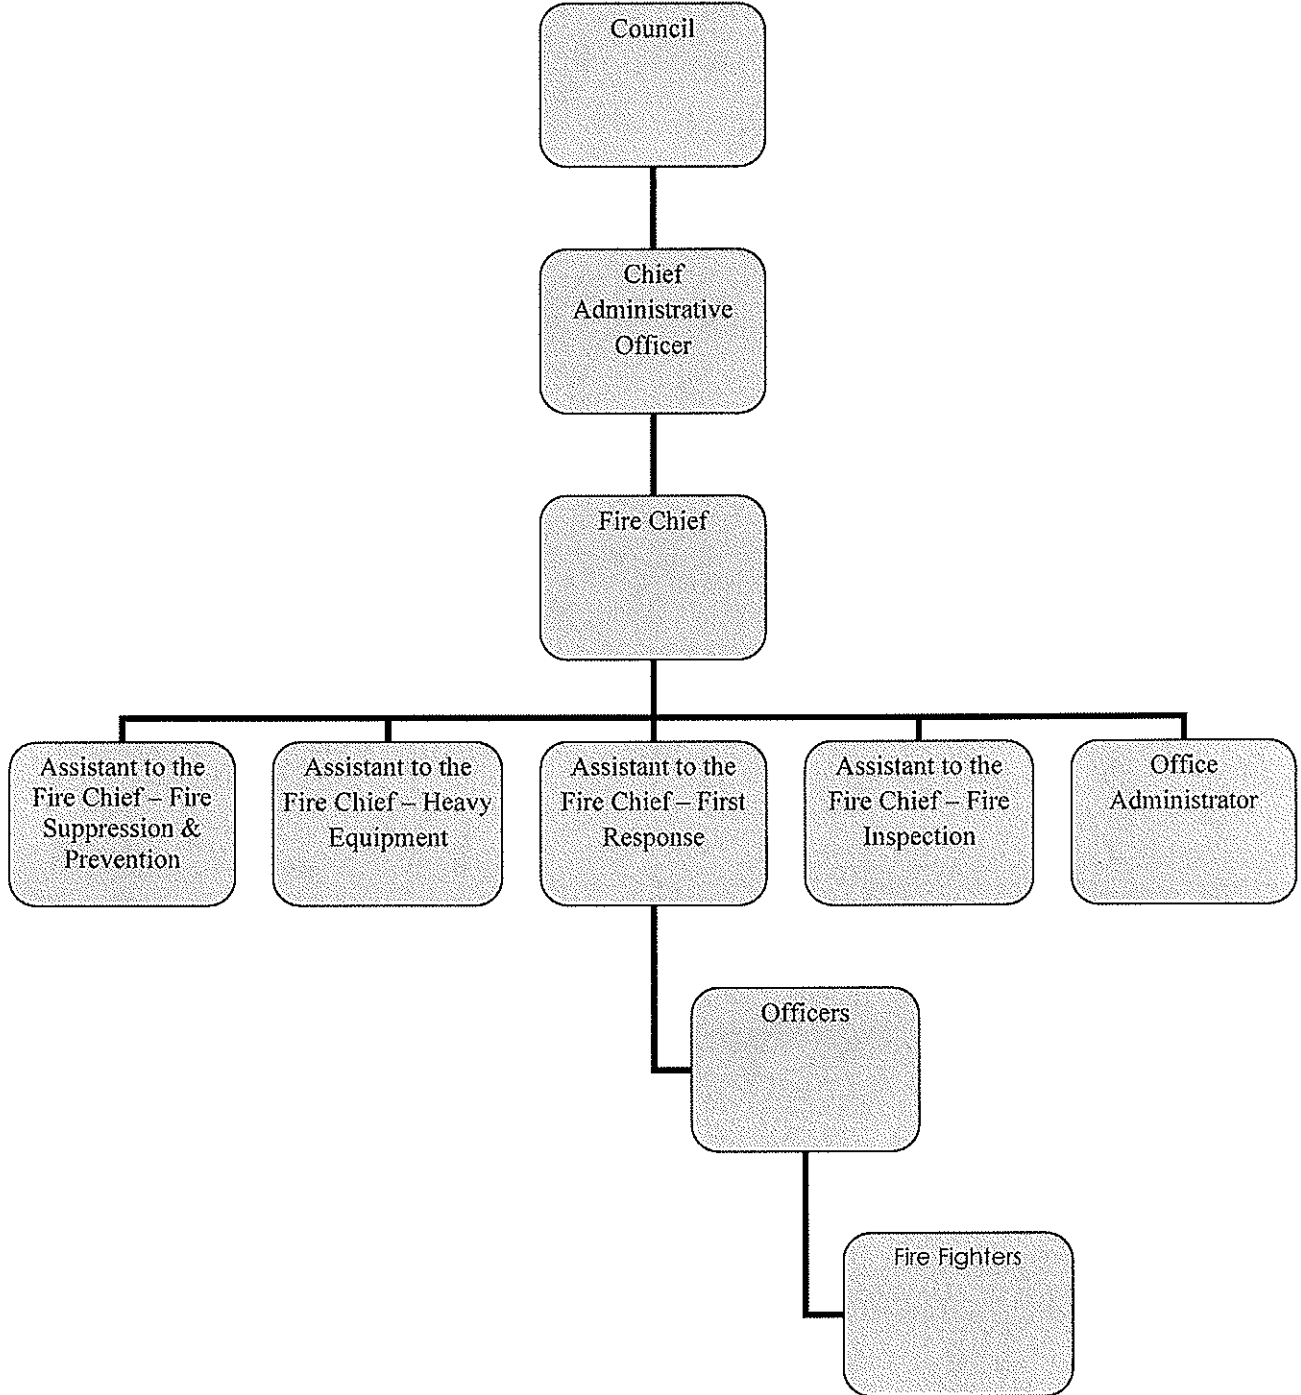 Council
Chief
Administrative
Officer
Fire Chief
Assistant to the
Fire Chief – Fire
Suppression &
Prevention
Assistant to the
Fire Chief – Heavy
Equipment
Assistant to the
Fire Chief – First
Response
Assistant to the
Fire Chief – Fire
Inspection
Office
Administrator
Officers
Fire Fighters